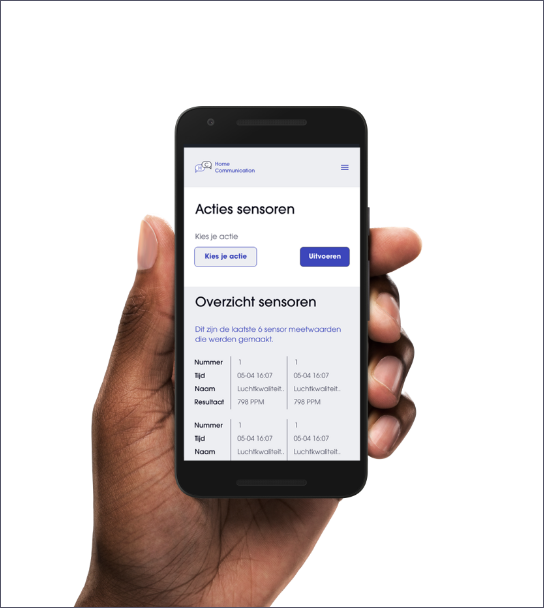 Home
Communication
Acties sensoren
Kies je actie
Kies je actie Uitvoeren
Overzicht sensoren
Dit zijn de laatste 6 sensor meetwaarden
die werden gemaakt.
Nummer 1 1
Tijd 05-04 16:07 05-04 16:07
Naam Luchtkwaliteit.. Luchtkwaliteit..
Resultaat 798 PPM 798 PPM
Nummer 1 1
Tijd 05-04 16:07 05-04 16:07
Naam Luchtkwaliteit.. Luchtkwaliteit..